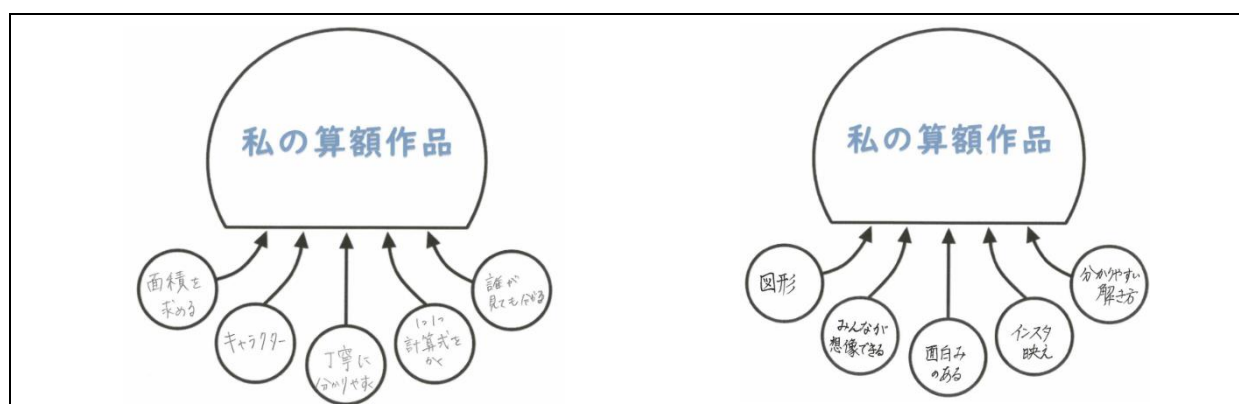 私の算額作品
面積を
求める
キャラクター
丁寧に
分かりやすく
1つ1つ
計算式を
かく
誰が
見ても分かる
私の算額作品
図形
みんなが
想像できる
面白み
のある
インスタ
映え
分かりやすい
解き方